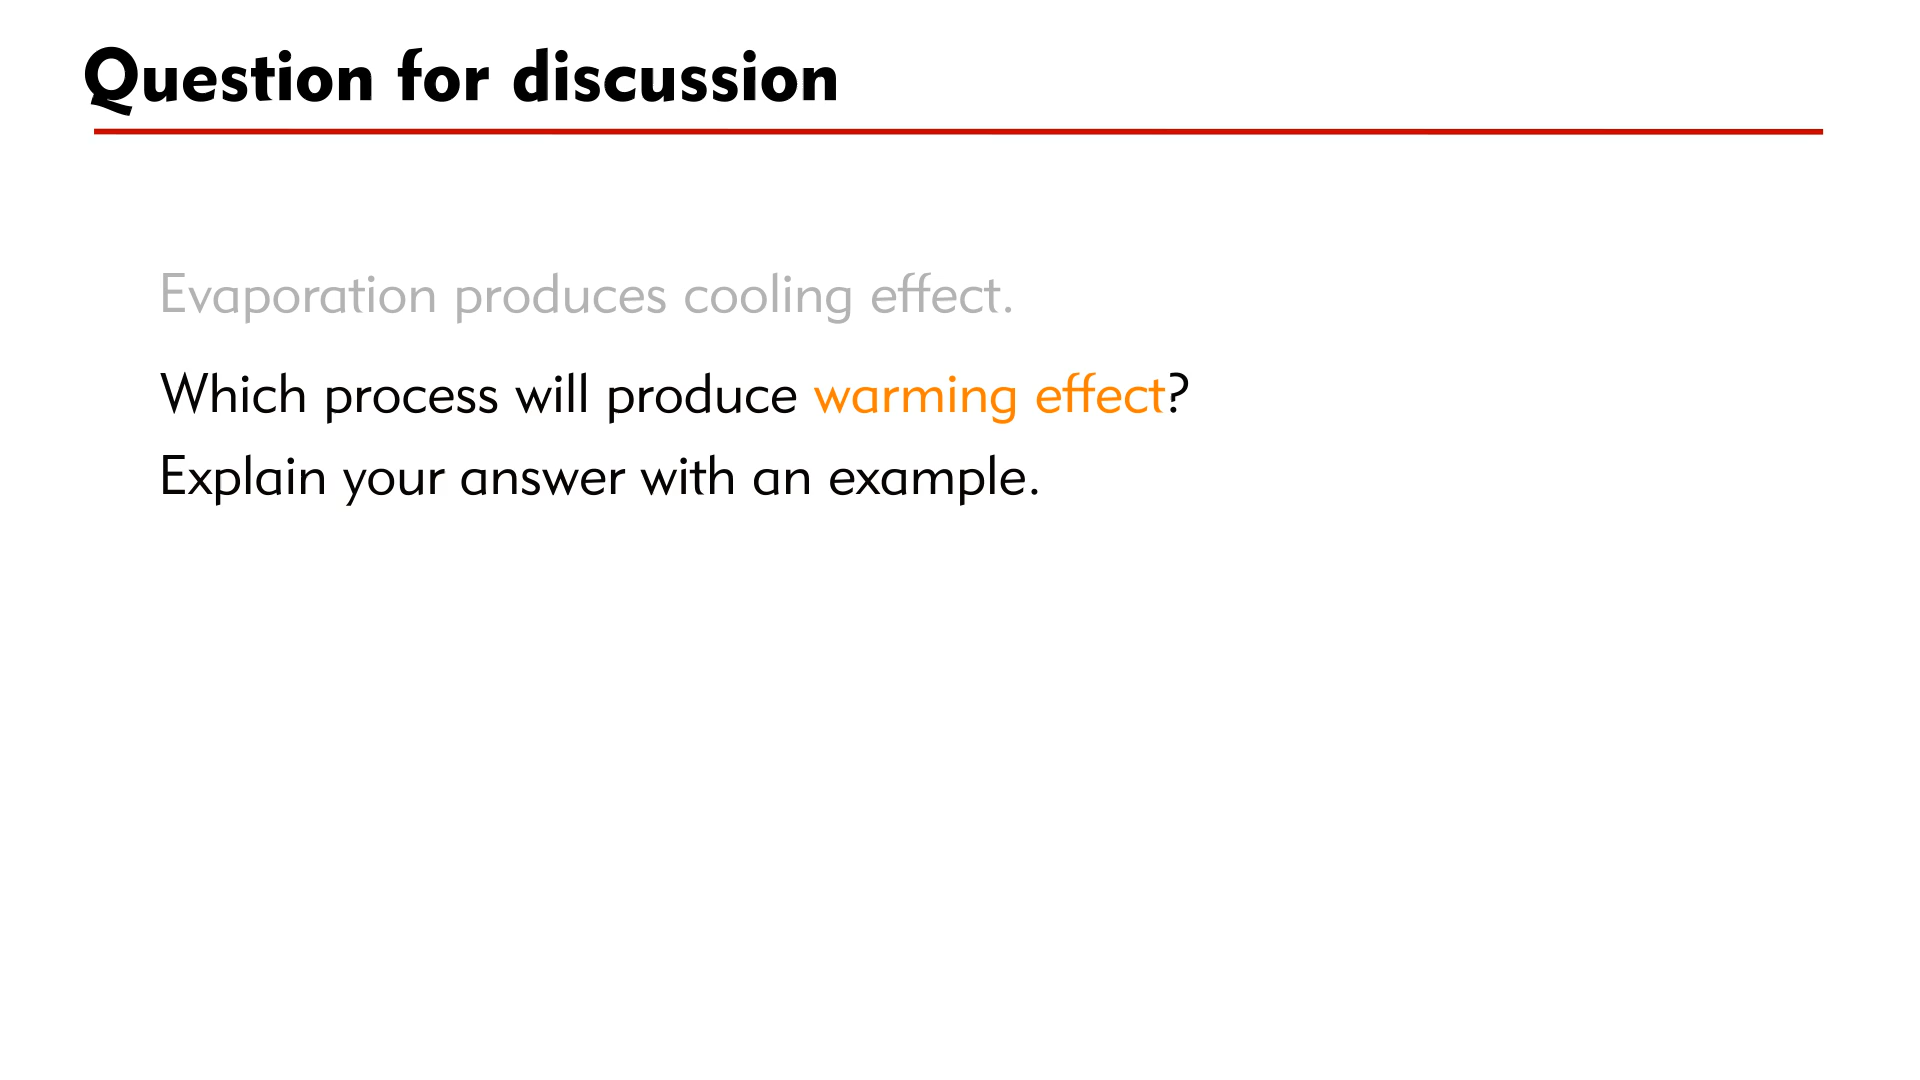 Question for discussion
Evaporation produces cooling effect.
Which process will produce warming effect?
Explain your answer with an example.